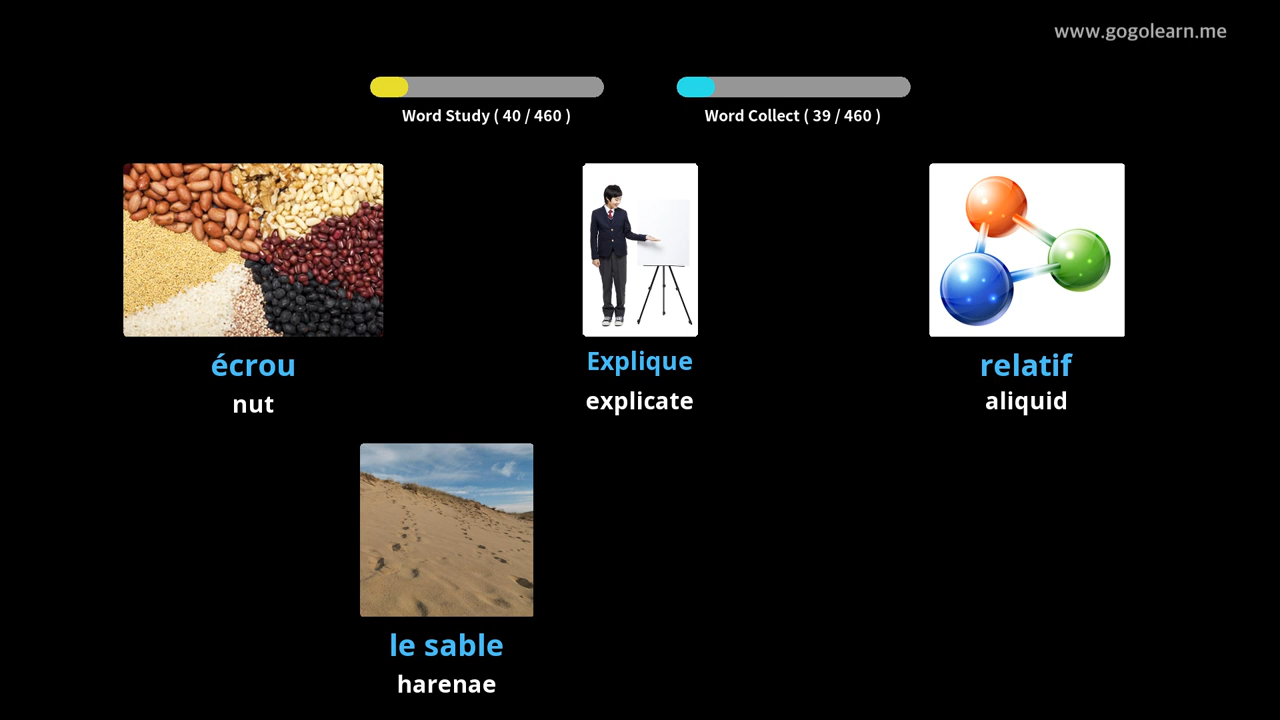 www.gogolearn.me
Word Study ( 40 / 460 )
Word Collect ( 39 / 460 )
écrou
nut
Explique
explicate
relatif
aliquid
le sable
harenae